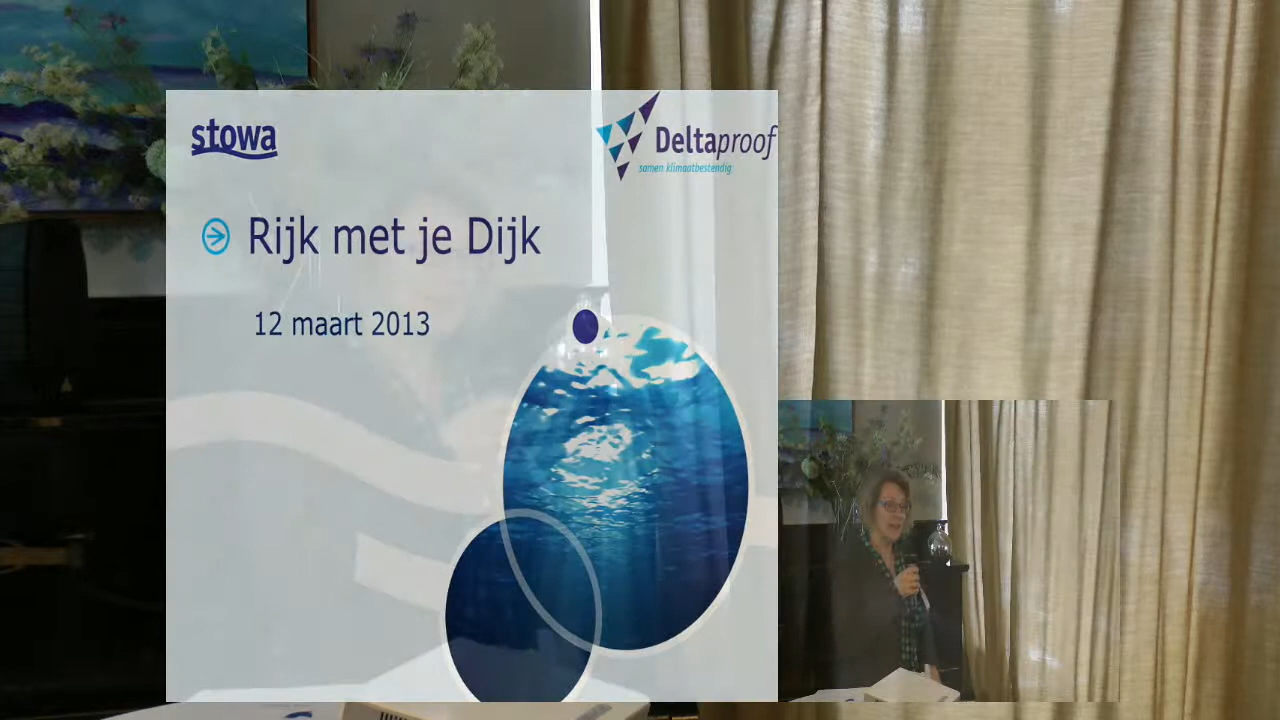 stowa
Deltaproof
samen klimaatbestendig
Rijk met je Dijk
12 maart 2013